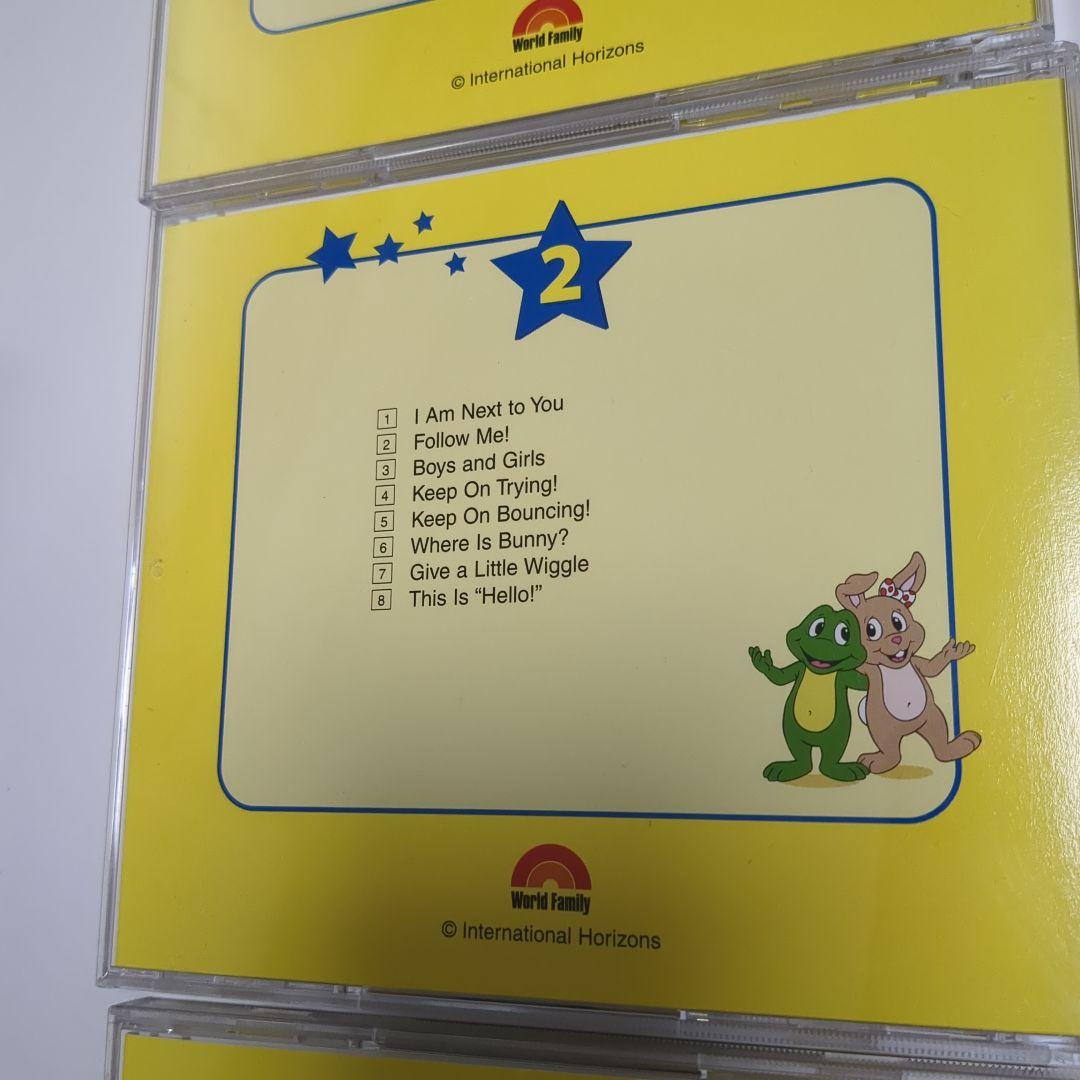 World Family
© International Horizons
2
1 I Am Next to You
2 Follow Me!
3 Boys and Girls
4 Keep On Trying!
5 Keep On Bouncing!
6 Where Is Bunny?
7 Give a Little Wiggle
8 This Is “Hello!”
World Family
© International Horizons